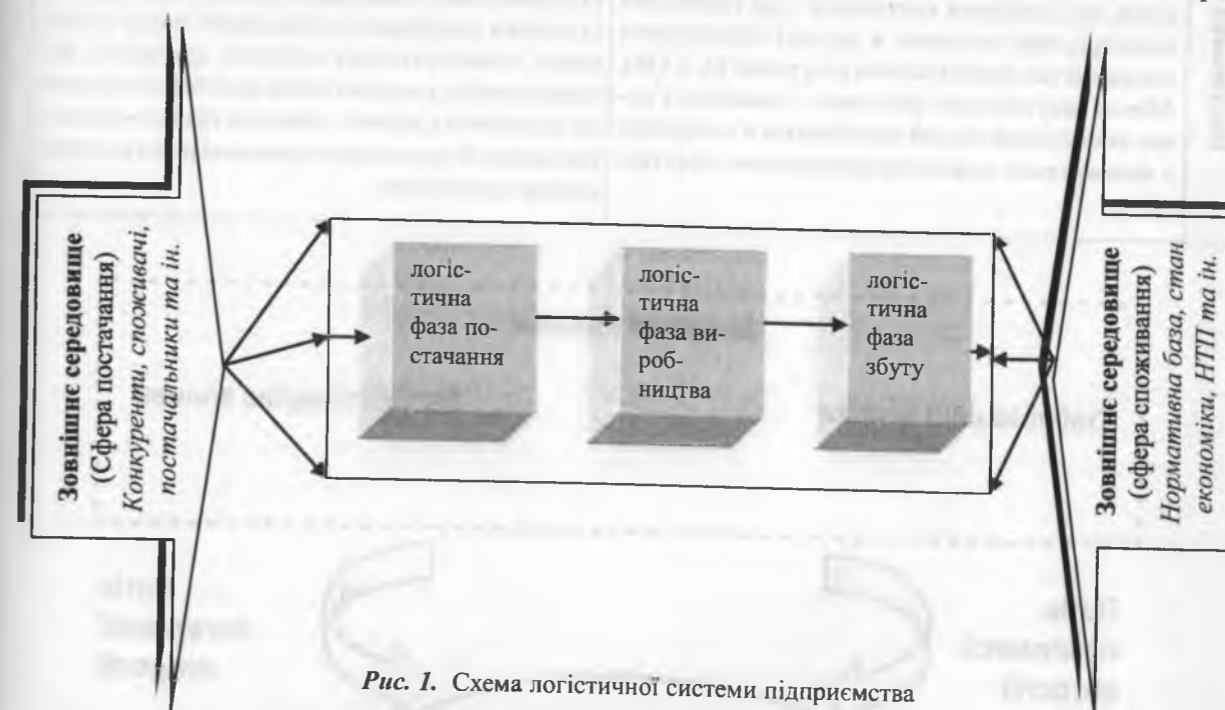 Зовнішнє середовище
(Сфера постачання)
Конкуренти, споживачі,
постачальники та ін.
логіс-
тична
фаза по-
стачання
логіс-
тична
фаза ви-
роб-
ництва
логіс-
тична
фаза
збуту
Зовнішнє середовище
(сфера споживання)
Нормативна база, стан
економіки, НТП та ін.
Рис. 1. Схема логістичної системи підприємства